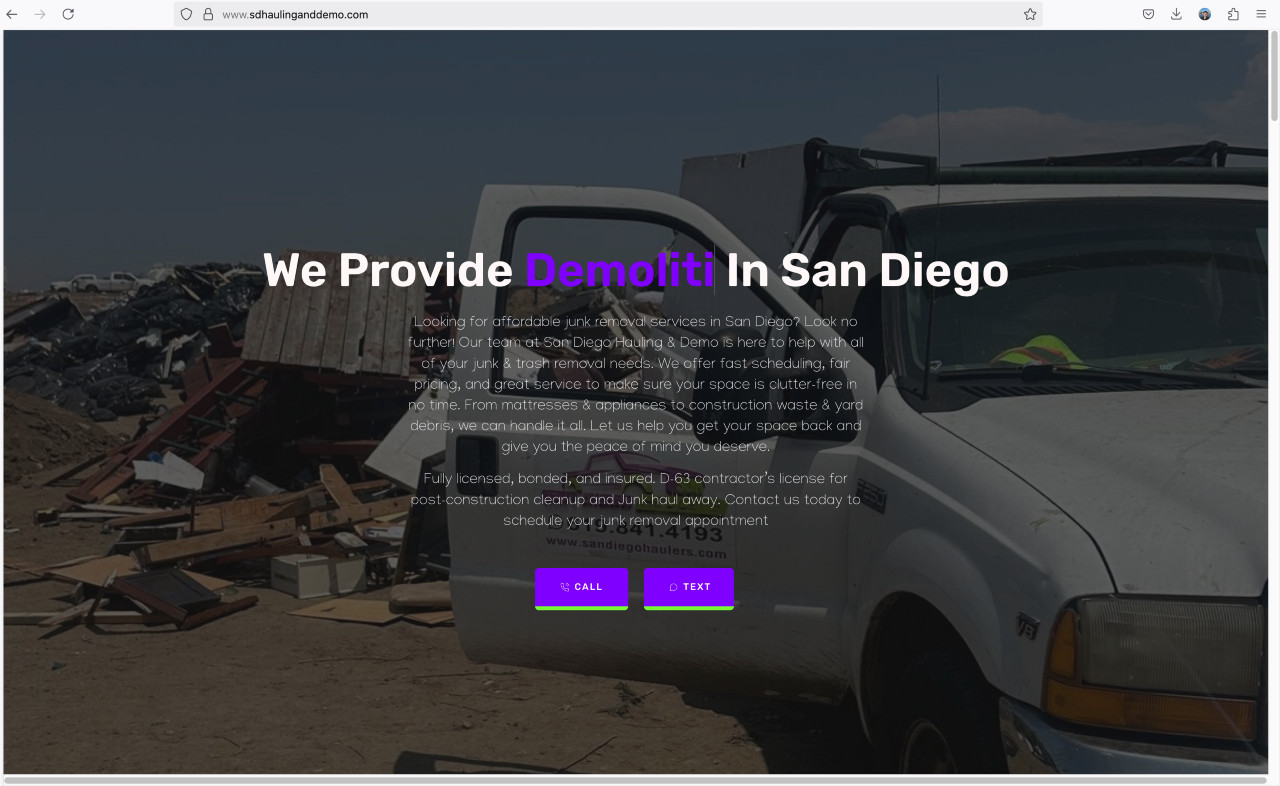 www.sdhaulinganddemo.com
We Provide Demoliti In San Diego
Looking for affordable junk removal services in San Diego? Look no
further! Our team at San Diego Hauling & Demo is here to help with all
of your junk & trash removal needs. We offer fast scheduling, fair
pricing, and great service to make sure your space is clutter-free in
no time. From mattresses & appliances to construction waste & yard
debris, we can handle it all. Let us help you get your space back and
give you the peace of mind you deserve.
Fully licensed, bonded, and insured. D-63 contractor's license for
post-construction cleanup and Junk haul away. Contact us today to
schedule your junk removal appointment
.841.4193
www.sandiegohaulers.com
CALL
TEXT
V8